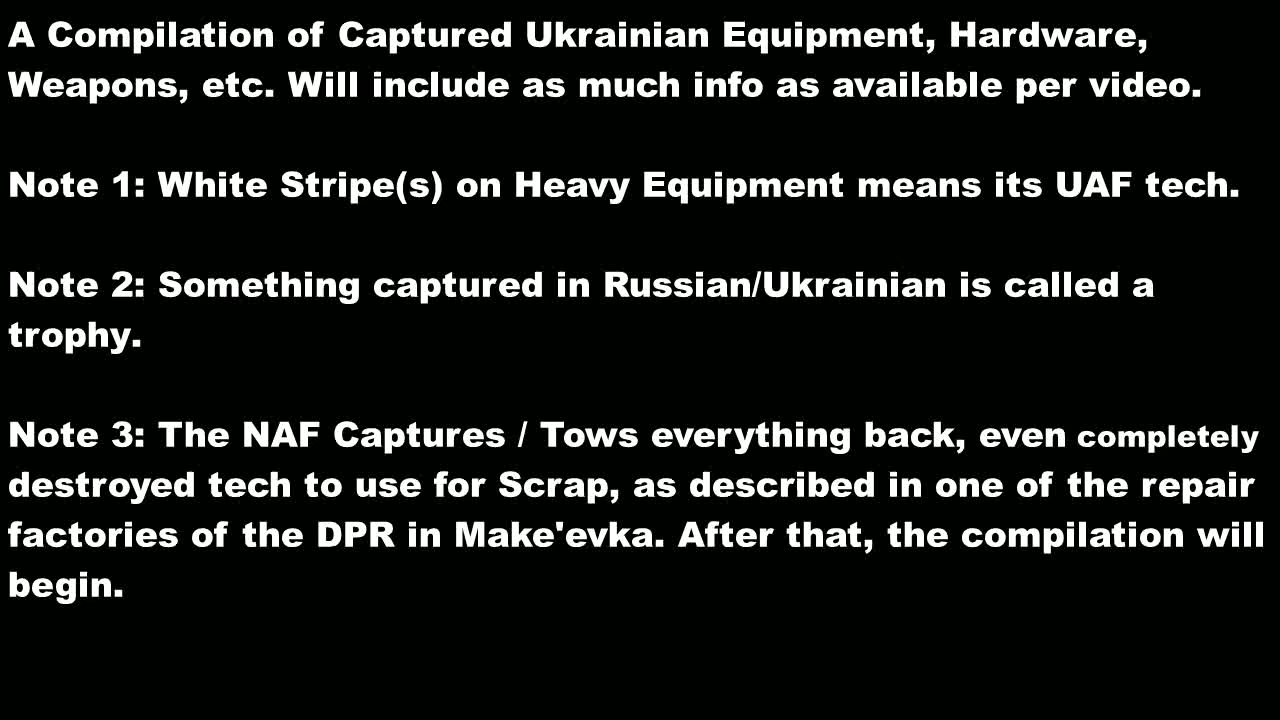 A Compilation of Captured Ukrainian Equipment, Hardware,
Weapons, etc. Will include as much info as available per video.
Note 1: White Stripe(s) on Heavy Equipment means its UAF tech.
Note 2: Something captured in Russian/Ukrainian is called a
trophy.
Note 3: The NAF Captures / Tows everything back, even completely
destroyed tech to use for Scrap, as described in one of the repair
factories of the DPR in Make'evka. After that, the compilation will
begin.